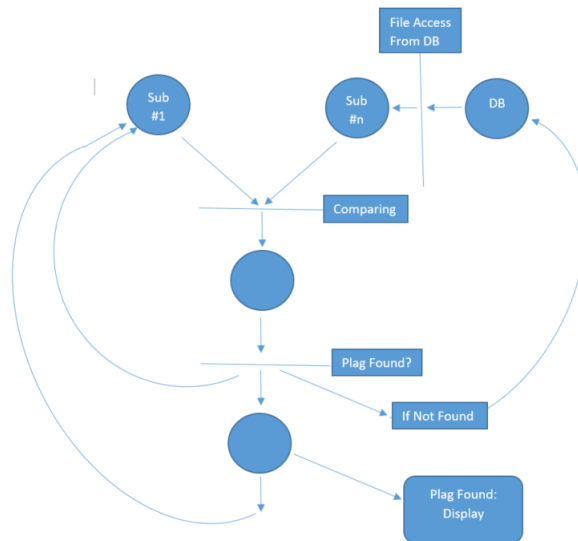 File Access
From DB
Sub
#1
Sub
#n
DB
Comparing
Plag Found?
If Not Found
Plag Found:
Display